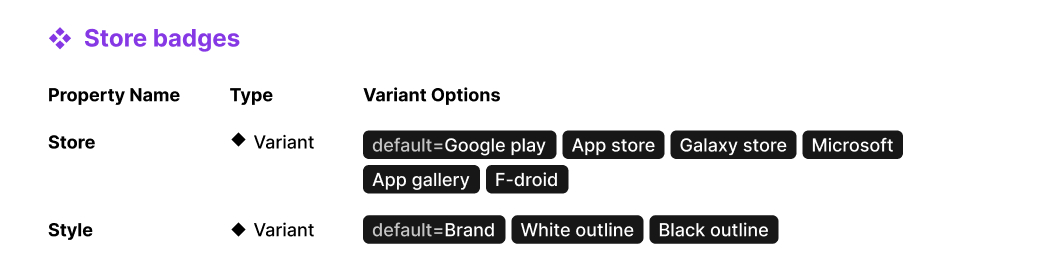 Store badges
Property Name Type Variant Options
Store Variant default=Google play App store Galaxy store Microsoft
App gallery F-droid
Style Variant default=Brand White outline Black outline